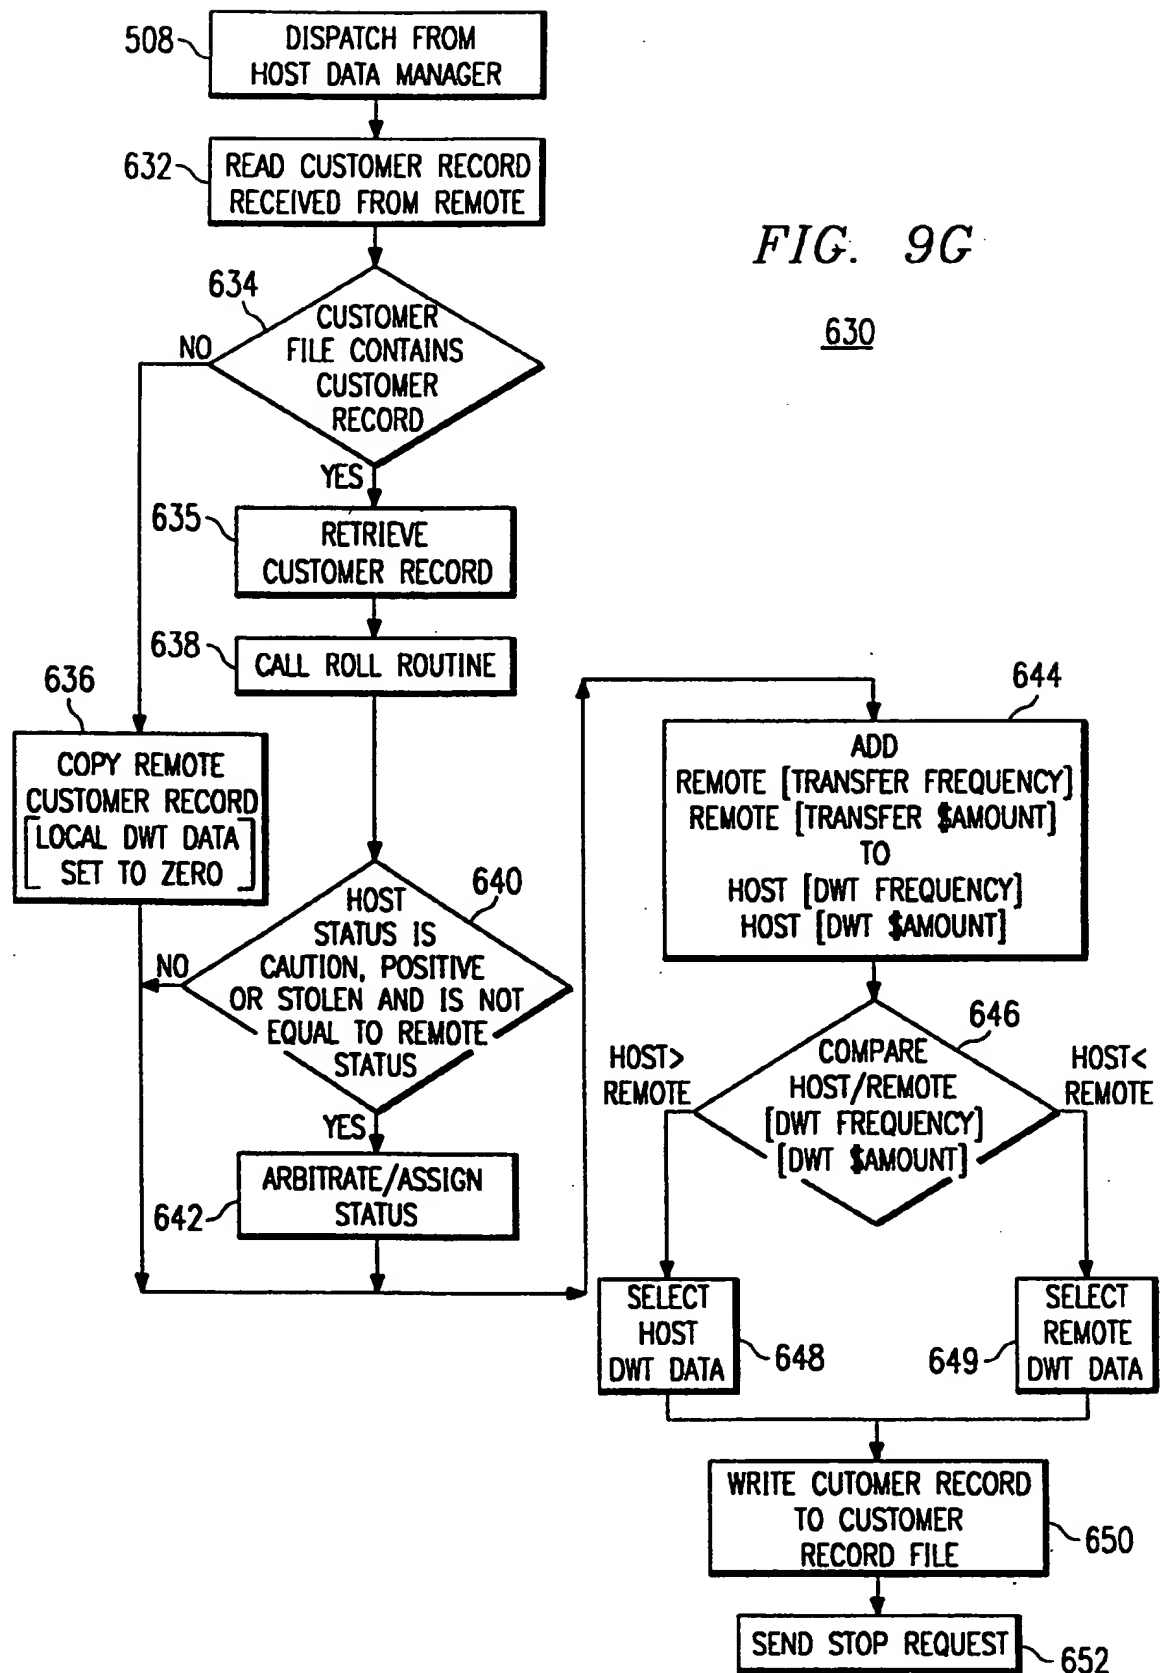 508
DISPATCH FROM
HOST DATA MANAGER
632
READ CUSTOMER RECORD
RECEIVED FROM REMOTE
FIG. 9G
630
634
CUSTOMER
FILE CONTAINS
CUSTOMER
RECORD
NO
YES
635
RETRIEVE
CUSTOMER RECORD
638
CALL ROLL ROUTINE
636
COPY REMOTE
CUSTOMER RECORD
[LOCAL DWT DATA
SET TO ZERO]
640
HOST
STATUS IS
CAUTION, POSITIVE
OR STOLEN AND IS NOT
EQUAL TO REMOTE
STATUS
NO
YES
642
ARBITRATE/ASSIGN
STATUS
644
ADD
REMOTE [TRANSFER FREQUENCY]
REMOTE [TRANSFER $AMOUNT]
TO
HOST [DWT FREQUENCY]
HOST [DWT $AMOUNT]
646
COMPARE
HOST/REMOTE
[DWT FREQUENCY]
[DWT $AMOUNT]
HOST>
REMOTE
HOST<
REMOTE
SELECT
HOST
DWT DATA
648
SELECT
REMOTE
DWT DATA
649
WRITE CUTOMER RECORD
TO CUSTOMER
RECORD FILE
650
SEND STOP REQUEST
652